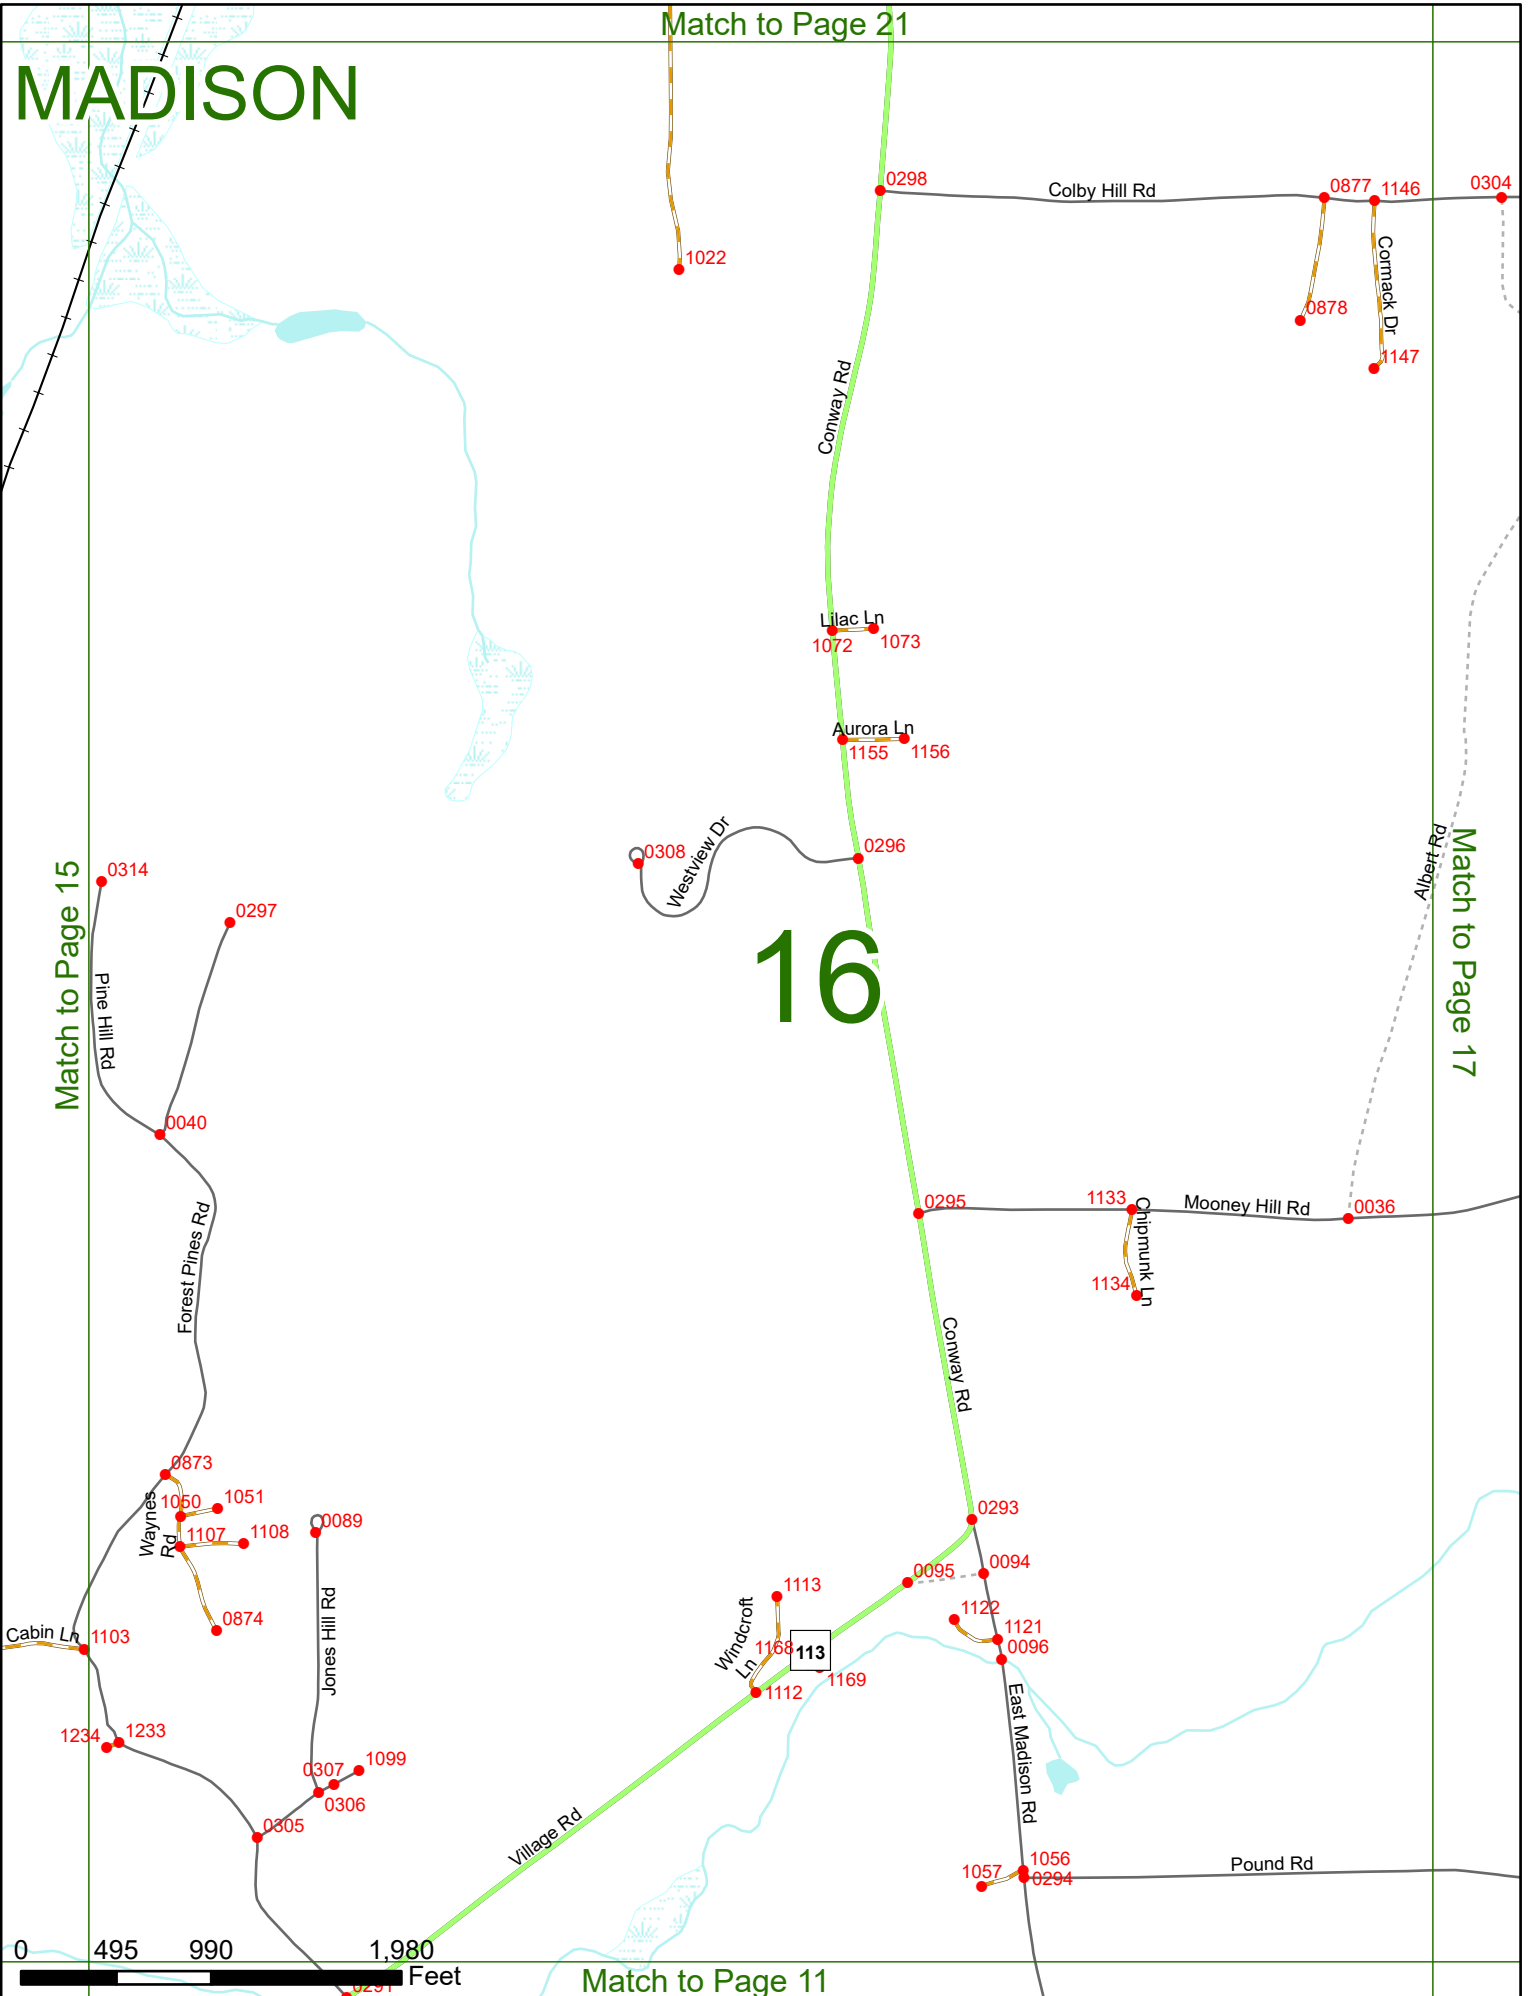 Match to Page 21
MADISON
0298
Colby Hill Rd
0877
1146
0304
1022
Cormack Dr
0878
1147
Conway Rd
Lilac Ln
1072
1073
Aurora Ln
1155
1156
0296
0308
Westview Dr
Albert Rd
Match to Page 17
Match to Page 15
0314
0297
16
Pine Hill Rd
0040
0295
1133
Mooney Hill Rd
0036
Chipmunk Ln
1134
Forest Pines Rd
Conway Rd
0873
1050
1051
Waynes
Rd
1107
1108
0089
0293
0094
0095
0874
Jones Hill Rd
1113
1122
1121
0096
Windcroft
Ln
1168
113
1169
1112
Cabin Ln
1103
East Madison Rd
1234
1233
0307
1099
0306
0305
Village Rd
1057
1056
0294
Pound Rd
0
495
990
1,980
Feet
0291
Match to Page 11